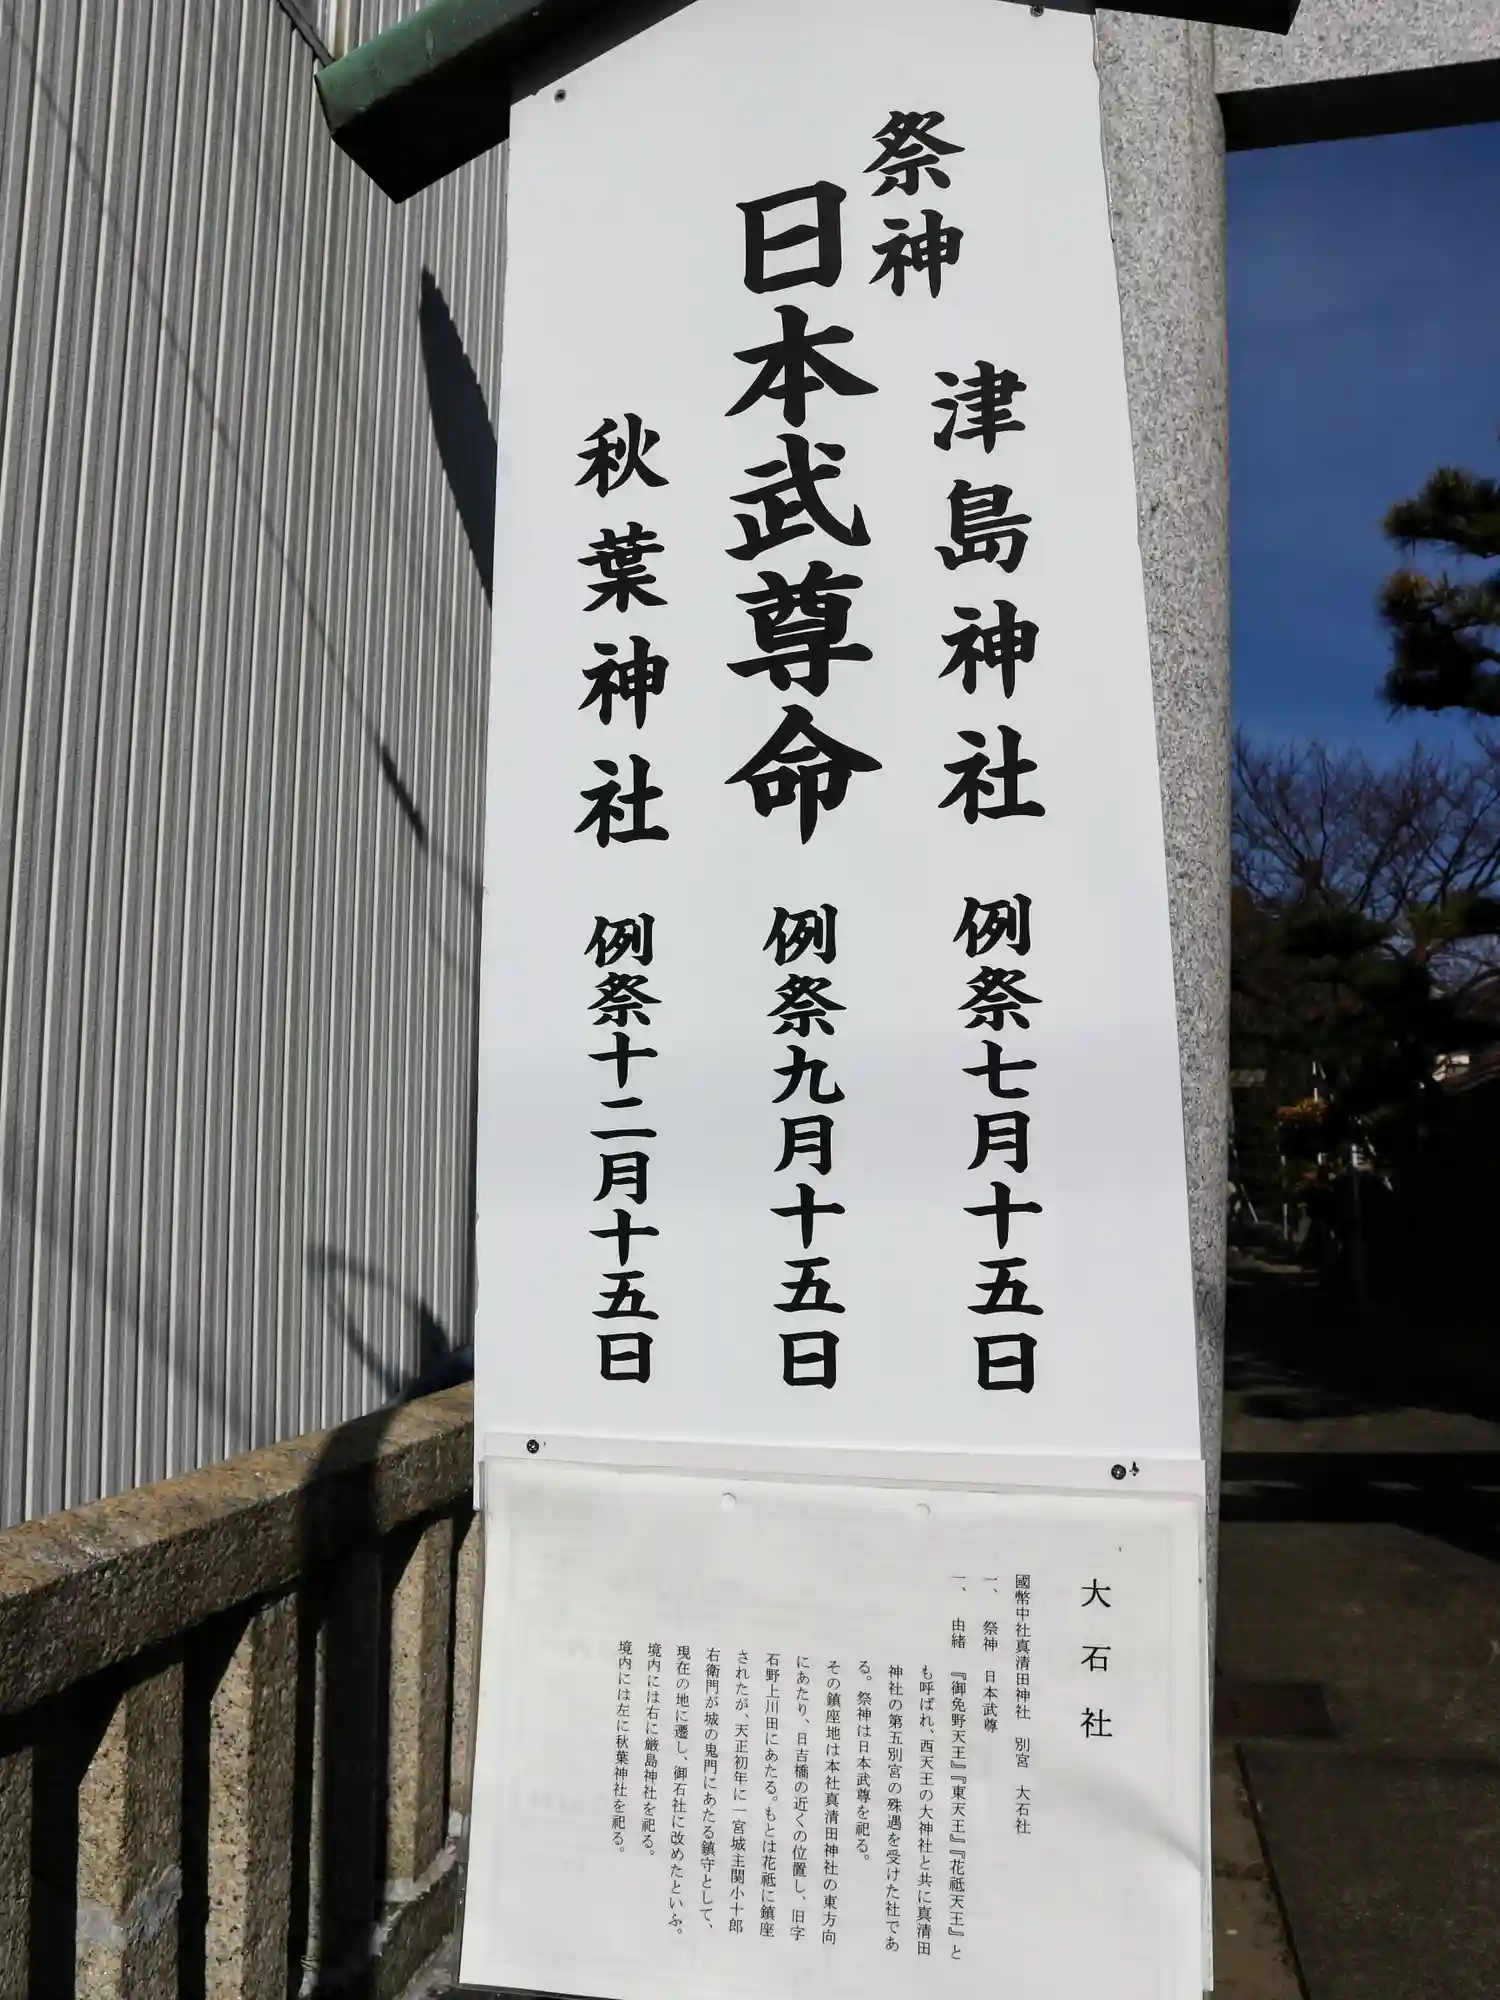 祭神
津島神社 例祭七月十五日
日本武尊命 例祭九月十五日
秋葉神社 例祭十二月十五日
大石社
國幣中社真清田神社 別宮 大石社
一、 祭神 日本武尊
一、 由緒 『御免野天王』『東天王』『花祗天王』と
も呼ばれ、西天王の大神社と共に真清田
神社の第五別宮の殊遇を受けた社であ
る。祭神は日本武尊を祀る。
その鎮座地は本社真清田神社の東方向
にあたり、日吉橋の近くの位置し、旧字
石野上川田にあたる。もとは花祗に鎮座
されたが、天正初年に一宮城主関小十郎
右衛門が城の鬼門にあたる鎮守として、
現在の地に遷し、御石社に改めたといふ。
境内には右に厳島神社を祀る。
境内には左に秋葉神社を祀る。